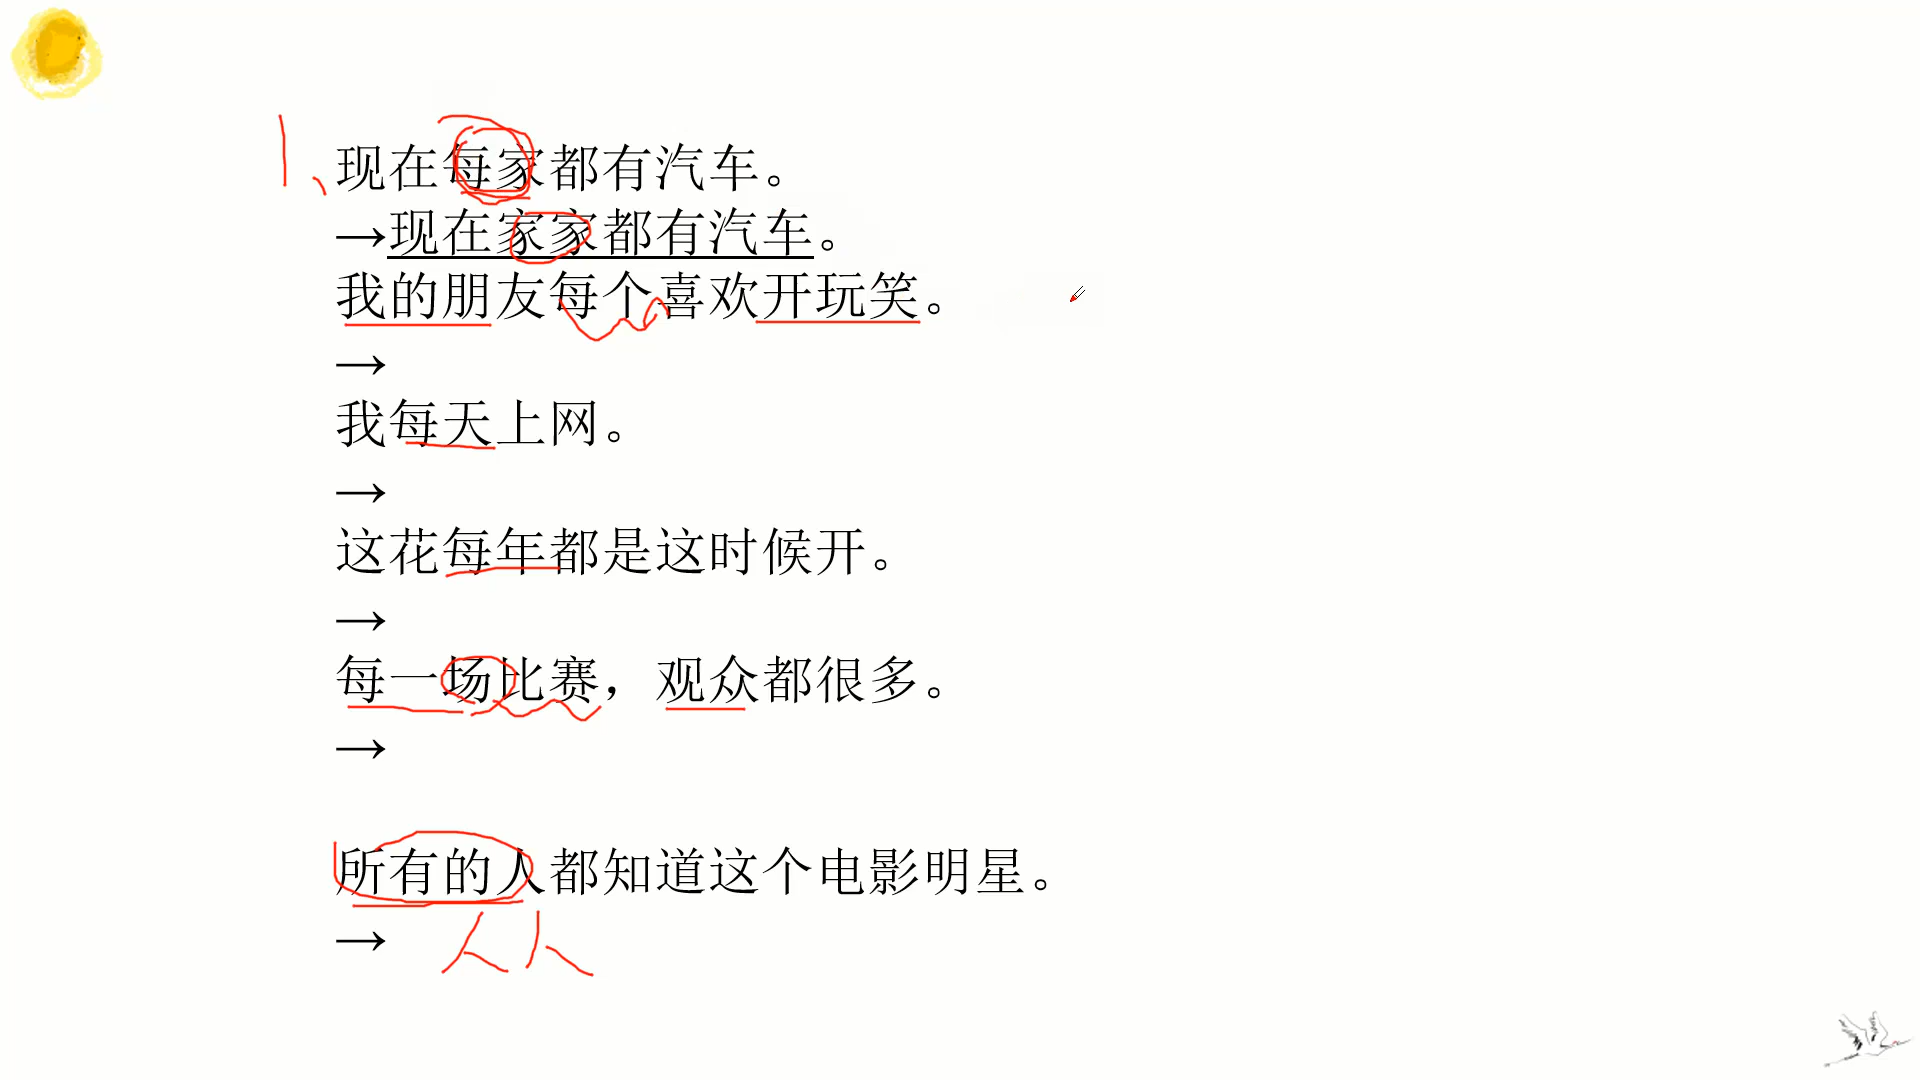 1、现在每家都有汽车。
→现在家家都有汽车。
我的朋友每个喜欢开玩笑。
→
我每天上网。
→
这花每年都是这时候开。
→
每一场比赛，观众都很多。
→
所有的人都知道这个电影明星。
→ 人人